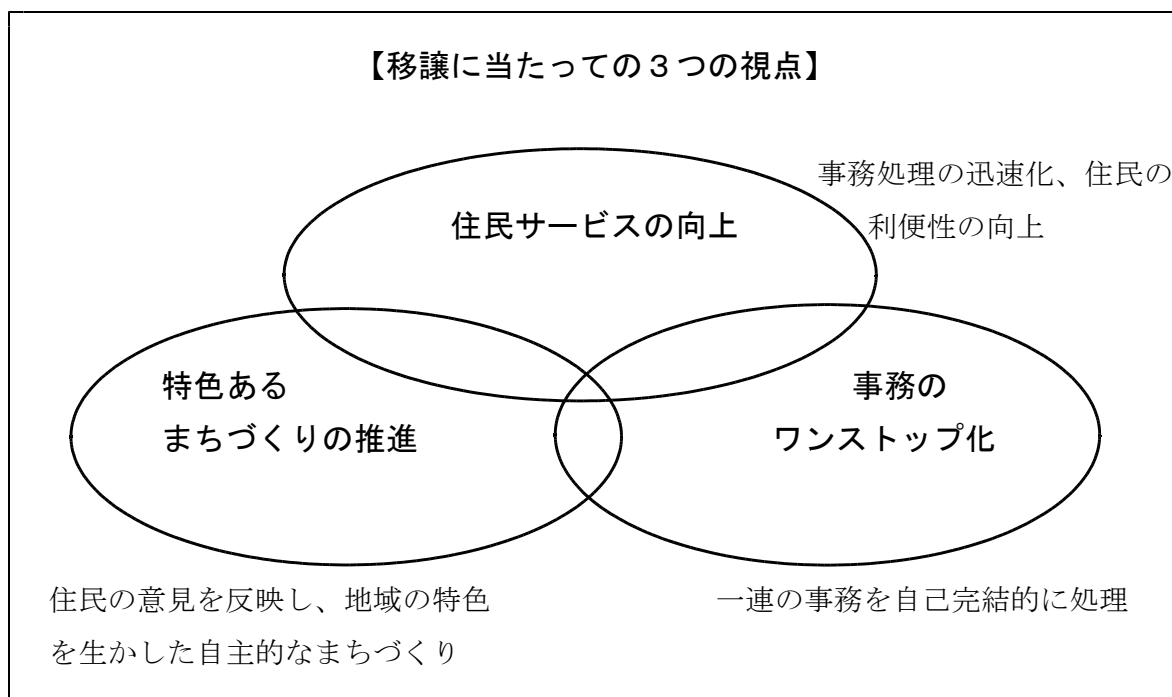 【移譲に当たっての３つの視点】
事務処理の迅速化、住民の
利便性の向上
住民サービスの向上
特色ある
まちづくりの推進
事務の
ワンストップ化
住民の意見を反映し、地域の特色
を生かした自主的なまちづくり
一連の事務を自己完結的に処理